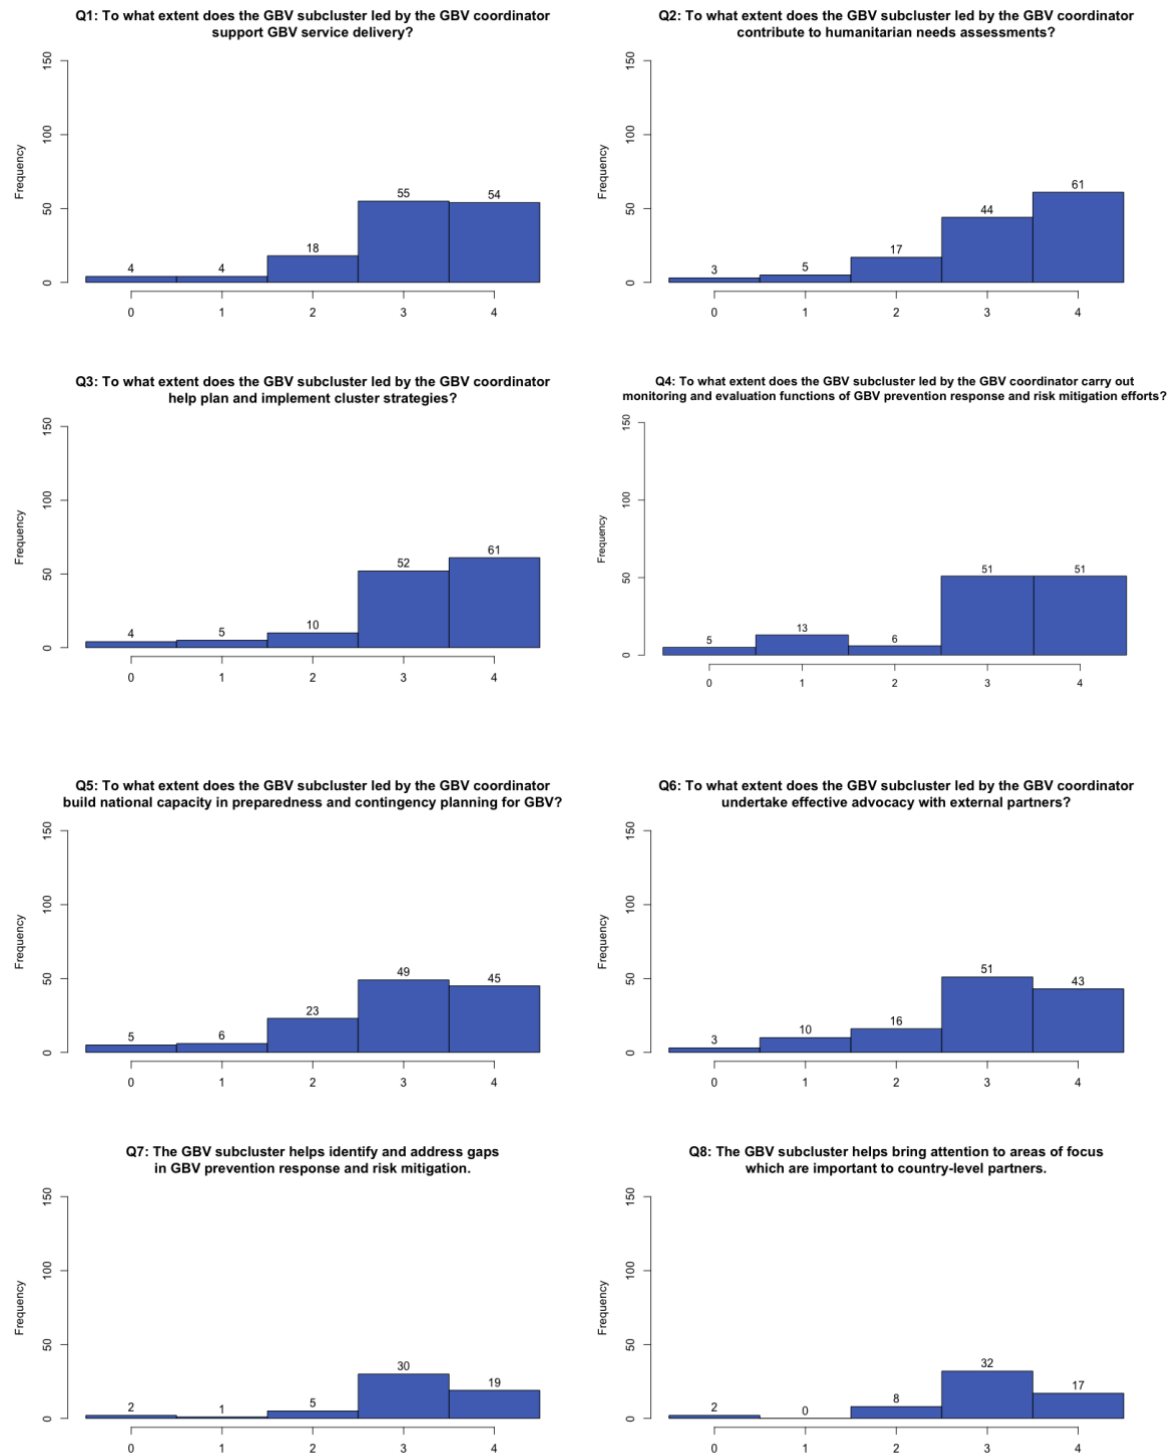 Q1: To what extent does the GBV subcluster led by the GBV coordinator
support GBV service delivery?
150
100
50
0
Frequency
4
4
18
55
54
0 1 2 3 4
Q2: To what extent does the GBV subcluster led by the GBV coordinator
contribute to humanitarian needs assessments?
150
100
50
0
Frequency
3
5
17
44
61
0 1 2 3 4
Q3: To what extent does the GBV subcluster led by the GBV coordinator
help plan and implement cluster strategies?
150
100
50
0
Frequency
4
5
10
52
61
0 1 2 3 4
Q4: To what extent does the GBV subcluster led by the GBV coordinator carry out
monitoring and evaluation functions of GBV prevention response and risk mitigation efforts?
150
100
50
0
Frequency
5
13
6
51
51
0 1 2 3 4
Q5: To what extent does the GBV subcluster led by the GBV coordinator
build national capacity in preparedness and contingency planning for GBV?
150
100
50
0
Frequency
5
6
23
49
45
0 1 2 3 4
Q6: To what extent does the GBV subcluster led by the GBV coordinator
undertake effective advocacy with external partners?
150
100
50
0
Frequency
3
10
16
51
43
0 1 2 3 4
Q7: The GBV subcluster helps identify and address gaps
in GBV prevention response and risk mitigation.
150
100
50
0
Frequency
2
1
5
30
19
0 1 2 3 4
Q8: The GBV subcluster helps bring attention to areas of focus
which are important to country-level partners.
150
100
50
0
Frequency
2
0
8
32
17
0 1 2 3 4